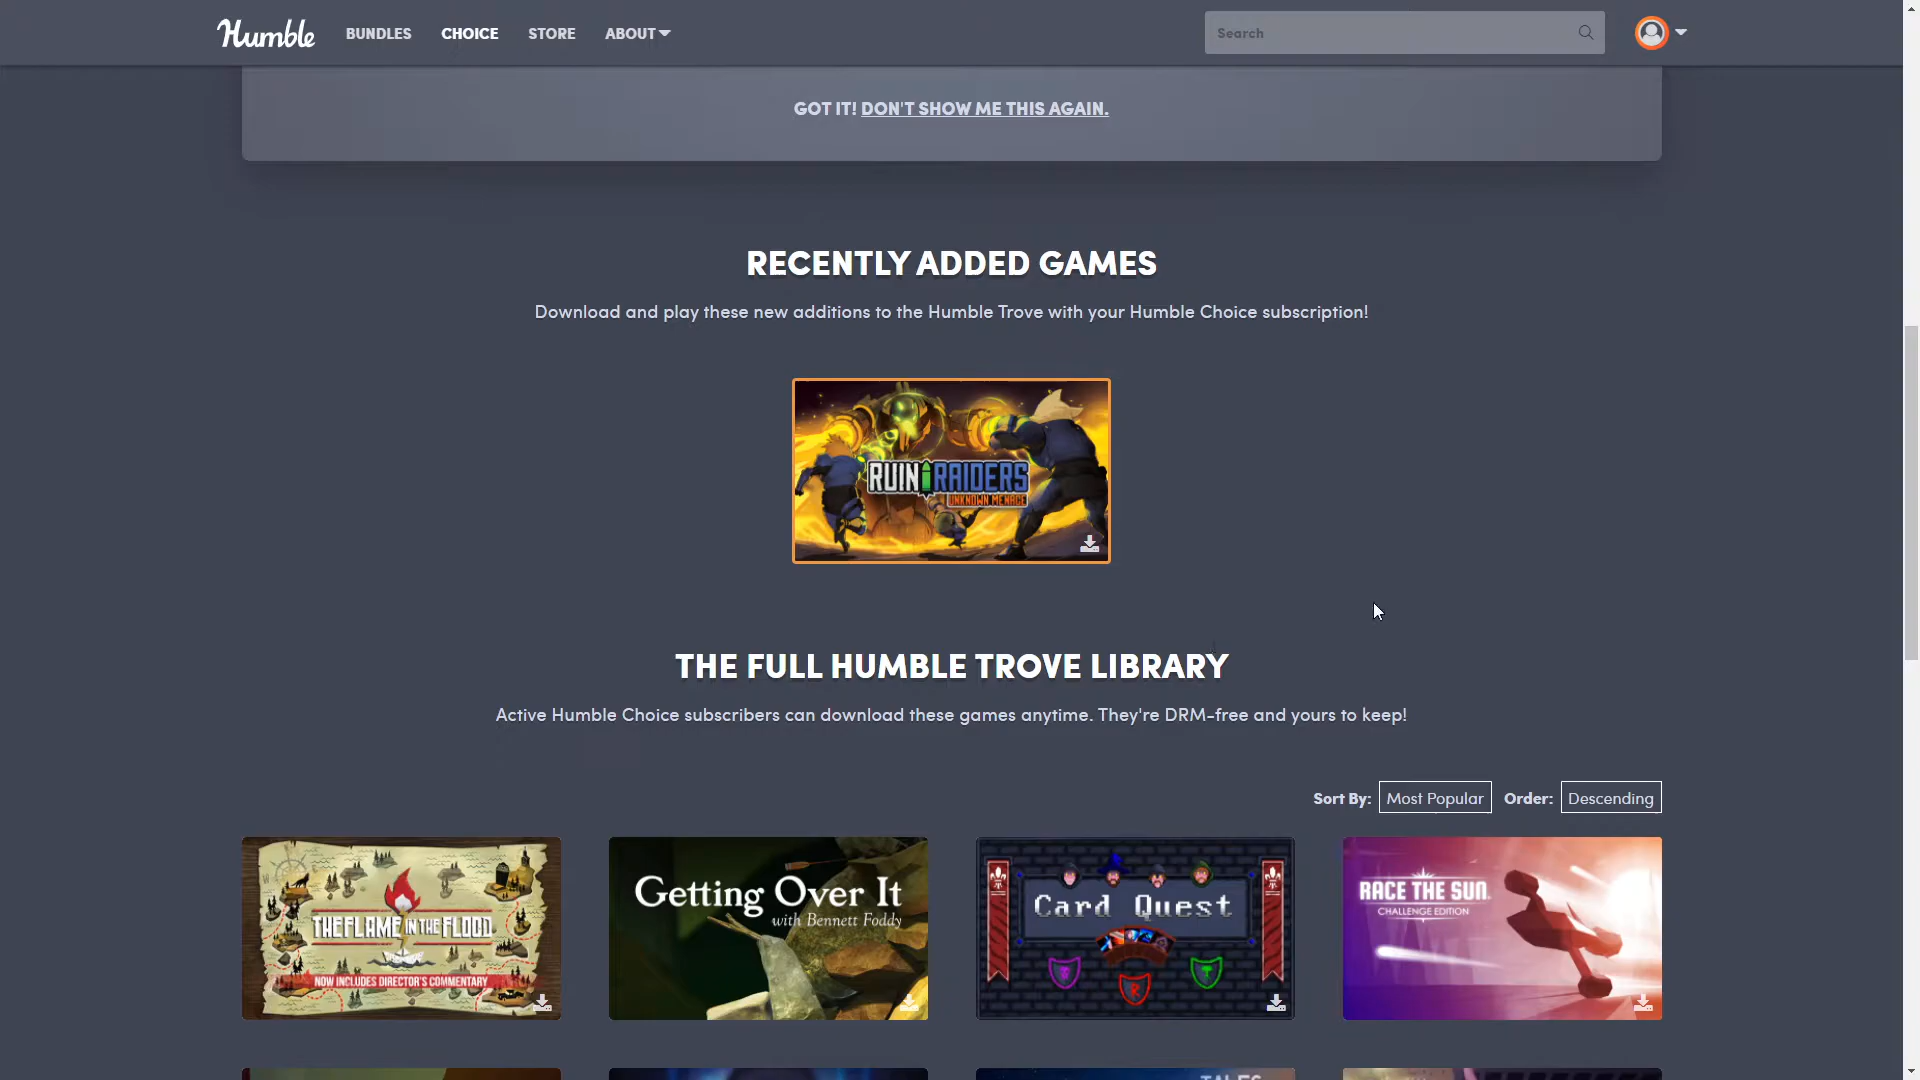 Humble
BUNDLES
CHOICE
STORE
ABOUT
Search
GOT IT! DON'T SHOW ME THIS AGAIN.
RECENTLY ADDED GAMES
Download and play these new additions to the Humble Trove with your Humble Choice subscription!
RUIN RAIDERS
UNKNOWN MENACE
THE FULL HUMBLE TROVE LIBRARY
Active Humble Choice subscribers can download these games anytime. They're DRM-free and yours to keep!
Sort By: Most Popular Order: Descending
THE FLAME IN THE FLOOD
NOW INCLUDES DIRECTOR'S COMMENTARY
Getting Over It
with Bennett Foddy
Card Quest
R
RACE THE SUN
CHALLENGE EDITION
TALES